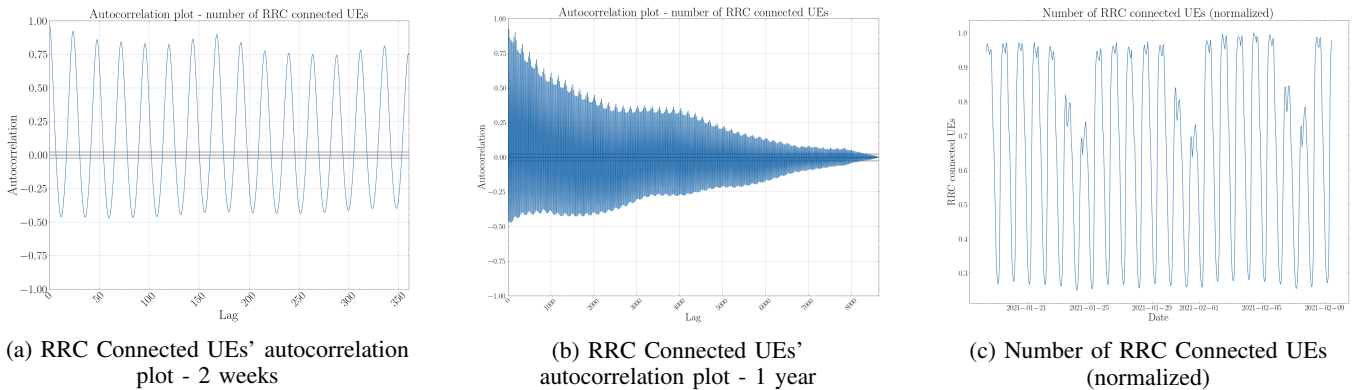 Autocorrelation plot - number of RRC connected UEs
1.00
0.75
0.50
0.25
0.00
−0.25
−0.50
−0.75
−1.00
Autocorrelation
0 50 100 150 200 250 300 350
Lag
(a) RRC Connected UEs' autocorrelation
plot - 2 weeks
Autocorrelation plot - number of RRC connected UEs
1.00
0.75
0.50
0.25
0.00
−0.25
−0.50
−0.75
−1.00
Autocorrelation
0 1000 2000 3000 4000 5000 6000 7000 8000
Lag
(b) RRC Connected UEs'
autocorrelation plot - 1 year
Number of RRC connected UEs (normalized)
1.0
0.9
0.8
0.7
0.6
0.5
0.4
0.3
RRC connected UEs
2021-01-21 2021-01-25 2021-01-29 2021-02-01 2021-02-05 2021-02-09
Date
(c) Number of RRC Connected UEs
(normalized)